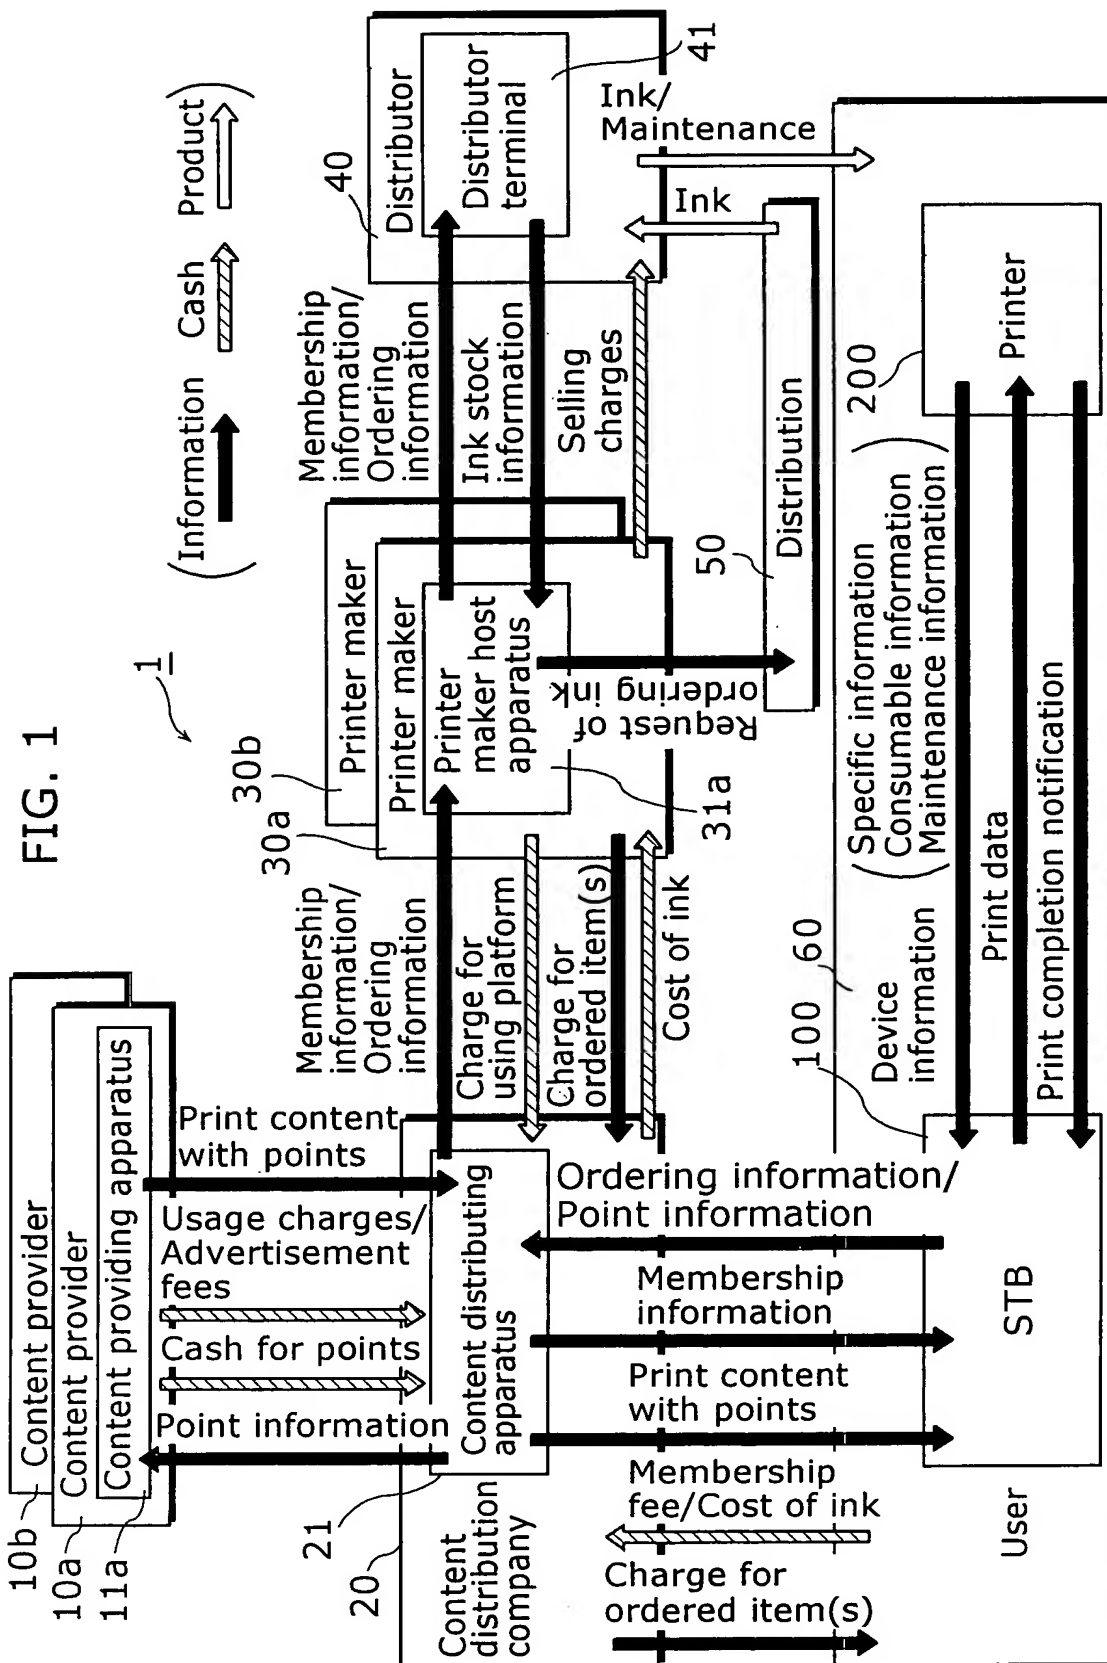 FIG. 1
1
(Information Cash Product)
10b
Content provider
10a
Content provider
11a
Content providing apparatus
Print content
with points
Usage charges/
Advertisement
fees
Cash for points
Point information
20
21
Content
distribution
company
Content distributing
apparatus
Membership
information/
Ordering
information
Charge for
using platform
Charge for
ordered item(s)
Cost of ink
30b
Printer maker
30a
Printer maker
Printer
maker host
apparatus
31a
Request of
ordering ink
Membership
information/
Ordering
information
Ink stock
information
Selling
charges
40
Distributor
Distributor
terminal
41
Ink/
Maintenance
Ink
50
Distribution
Ordering information/
Point information
Membership
information
Print content
with points
Membership
fee/Cost of ink
Charge for
ordered item(s)
User
60
100
STB
Device
information
(Specific information
Consumable information
Maintenance information)
Print data
Print completion notification
200
Printer